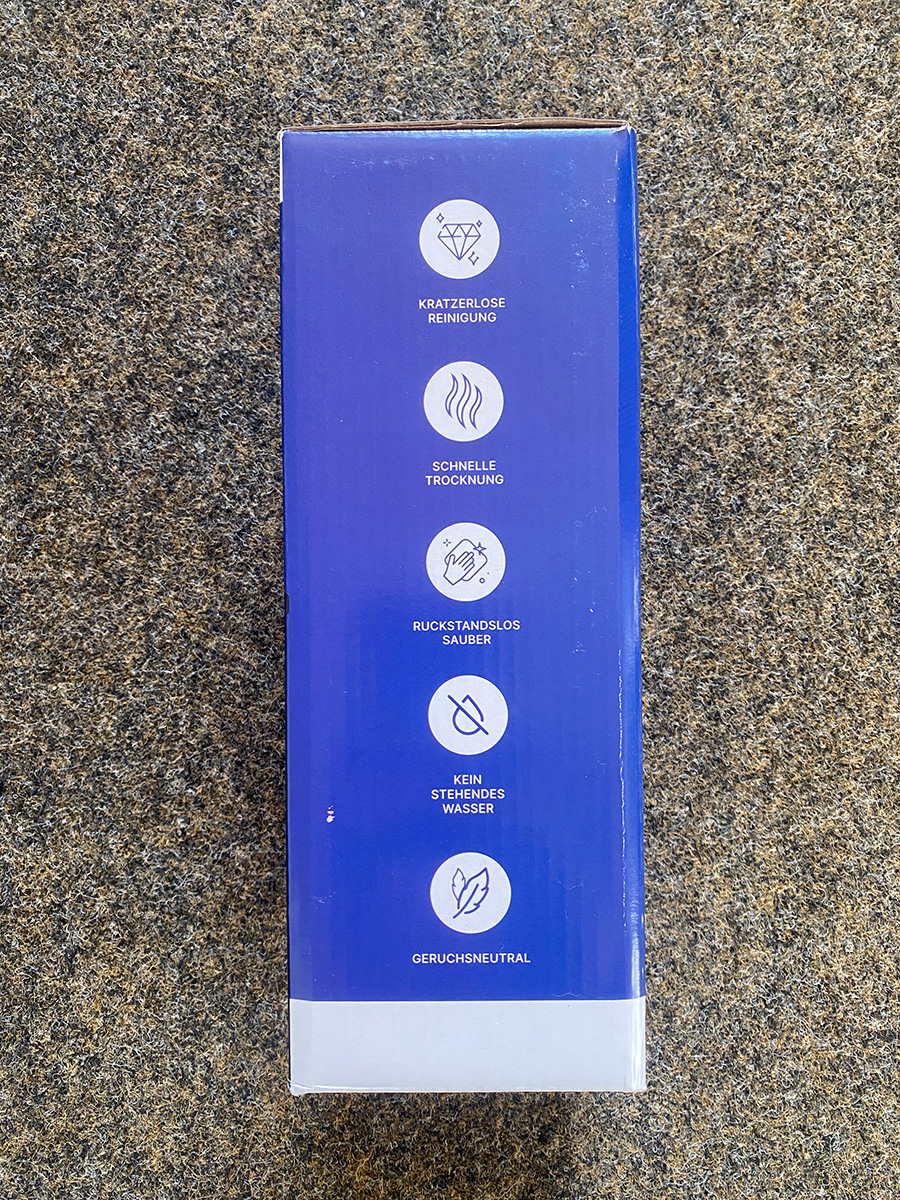 KRATZERLOSE
REINIGUNG
SCHNELLE
TROCKNUNG
RUCKSTANDSLOS
SAUBER
KEIN
STEHENDES
WASSER
GERUCHSNEUTRAL